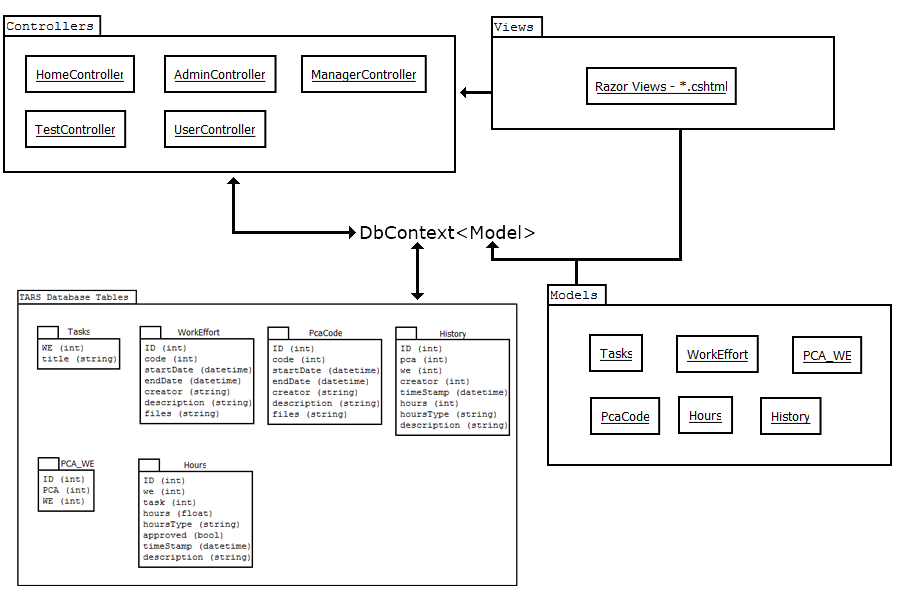 Controllers
HomeController
AdminController
ManagerController
TestController
UserController
Views
Razor Views - *.cshtml
DbContext<Model>
TARS Database Tables
Tasks
WE (int)
title (string)
WorkEffort
ID (int)
code (int)
startDate (datetime)
endDate (datetime)
creator (string)
description (string)
files (string)
PcaCode
ID (int)
code (int)
startDate (datetime)
endDate (datetime)
creator (string)
description (string)
files (string)
History
ID (int)
pca (int)
we (int)
creator (int)
timeStamp (datetime)
hours (int)
hoursType (string)
description (string)
PCA_WE
ID (int)
PCA (int)
WE (int)
Hours
ID (int)
we (int)
task (int)
hours (float)
hoursType (string)
approved (bool)
timeStamp (datetime)
description (string)
Models
Tasks
WorkEffort
PCA_WE
PcaCode
Hours
History